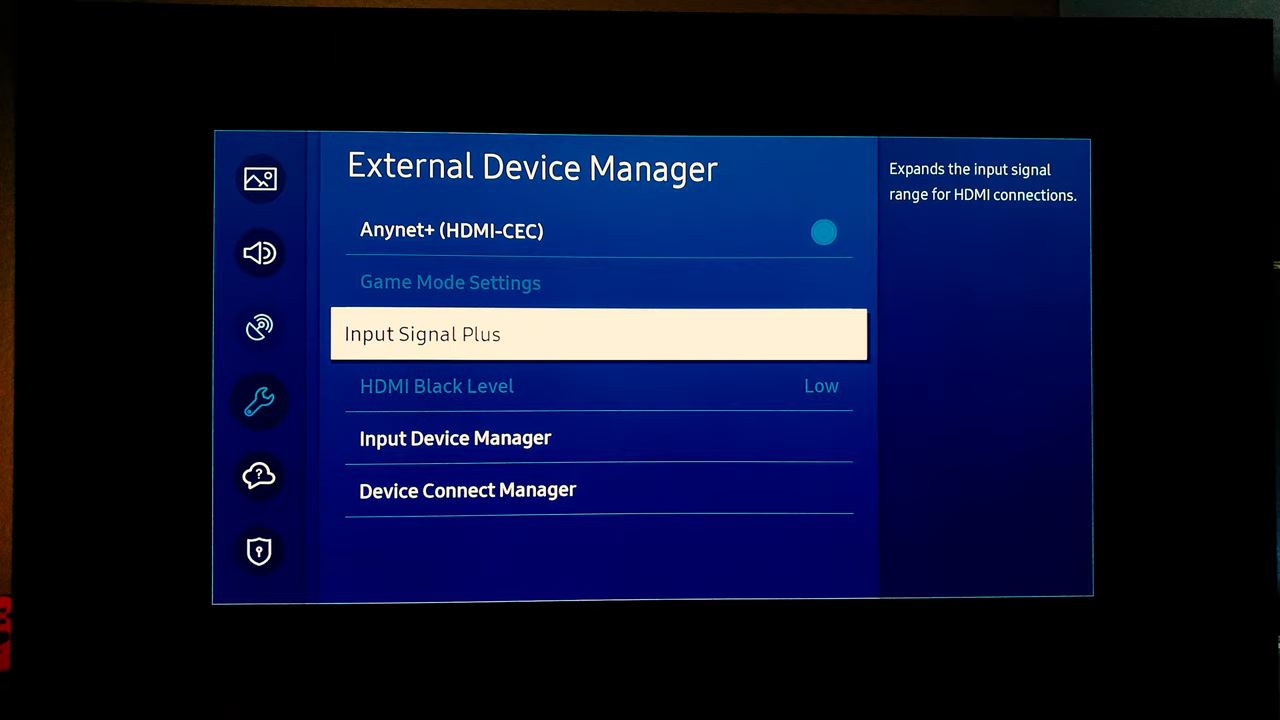 External Device Manager
Anynet+ (HDMI-CEC)
Game Mode Settings
Input Signal Plus
HDMI Black Level Low
Input Device Manager
Device Connect Manager
Expands the input signal
range for HDMI connections.
?